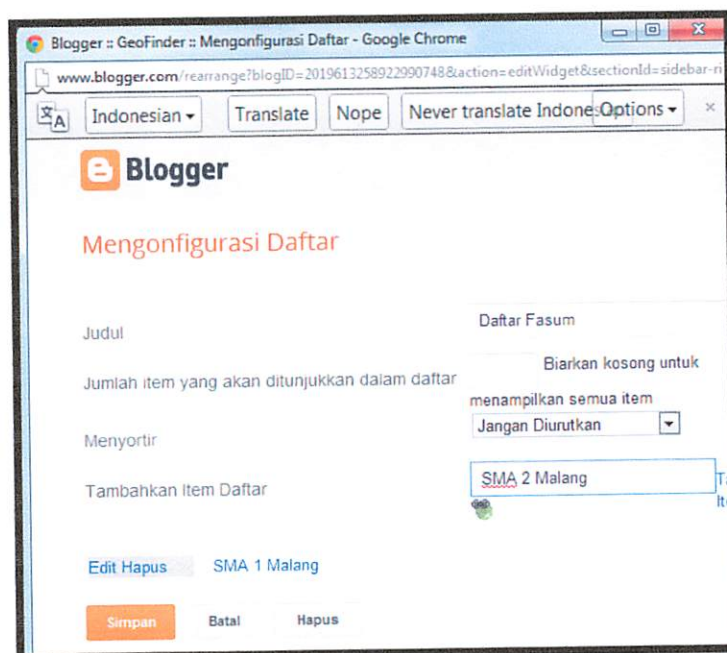 Blogger :: GeoFinder :: Mengonfigurasi Daftar - Google Chrome
www.blogger.com/rearrange?blogID=2019613258922990748&action=editWidget&sectionId=sidebar-ri
Indonesian Translate Nope Never translate Indones Options
Blogger
Mengonfigurasi Daftar
Judul Daftar Fasum
Jumlah item yang akan ditunjukkan dalam daftar Biarkan kosong untuk
menampilkan semua item
Menyortir Jangan Diurutkan
Tambahkan Item Daftar SMA 2 Malang
Edit Hapus SMA 1 Malang
Simpan Batal Hapus